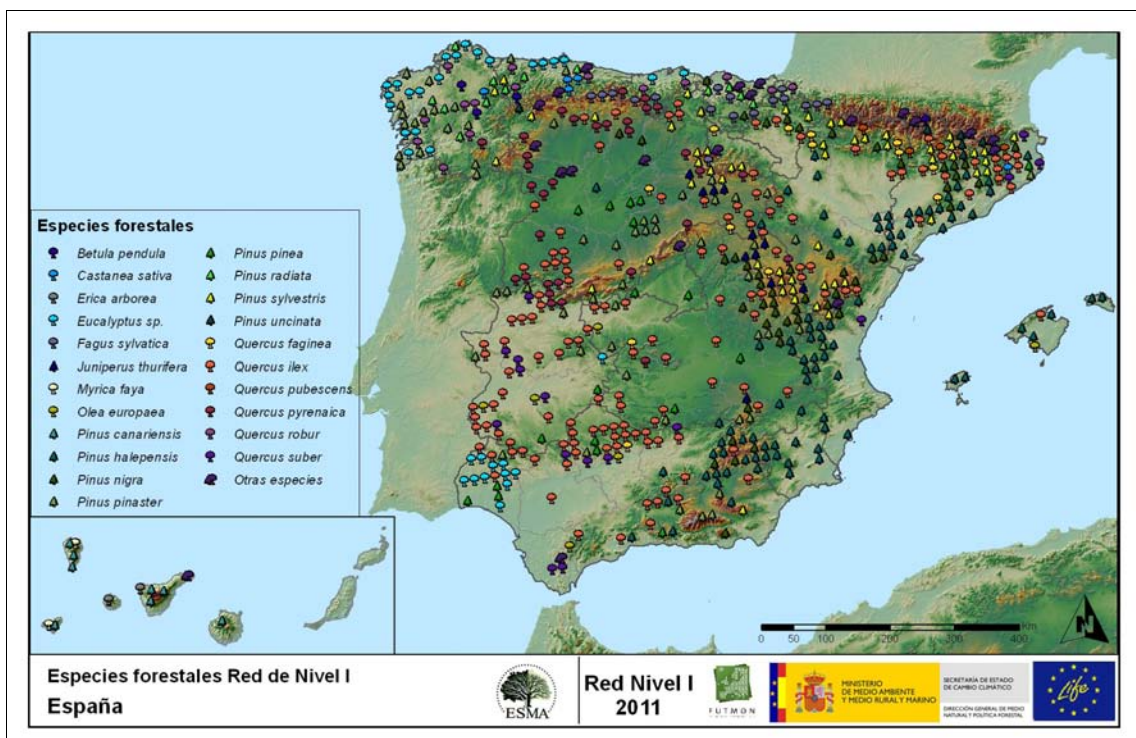 Especies forestales
Betula pendula
Castanea sativa
Erica arborea
Eucalyptus sp.
Fagus sylvatica
Juniperus thurifera
Myrica faya
Olea europaea
Pinus canariensis
Pinus halepensis
Pinus nigra
Pinus pinaster
Pinus pinea
Pinus radiata
Pinus sylvestris
Pinus uncinata
Quercus faginea
Quercus ilex
Quercus pubescens
Quercus pyrenaica
Quercus robur
Quercus suber
Otras especies
Km
0 50 100 200 300 400
Especies forestales Red de Nivel I
España
ESMA
Red Nivel I
2011
FUTMON
MINISTERIO
DE MEDIO AMBIENTE
Y MEDIO RURAL Y MARINO
SECRETARÍA DE ESTADO
DE CAMBIO CLIMÁTICO
DIRECCIÓN GENERAL DE MEDIO
NATURAL Y POLÍTICA FORESTAL
Life